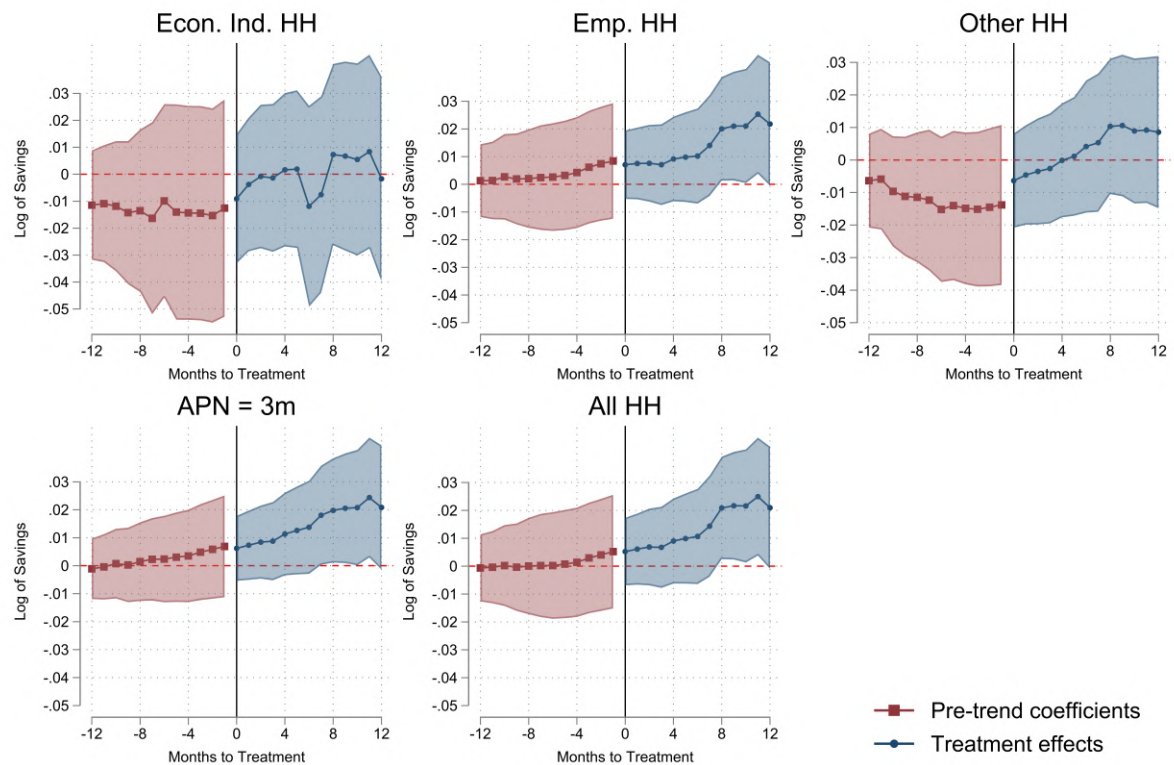 Econ. Ind. HH
Log of Savings
.03
.02
.01
0
-.01
-.02
-.03
-.04
-.05
-12 -8 -4 0 4 8 12
Months to Treatment
Emp. HH
Log of Savings
.03
.02
.01
0
-.01
-.02
-.03
-.04
-.05
-12 -8 -4 0 4 8 12
Months to Treatment
Other HH
Log of Savings
.03
.02
.01
0
-.01
-.02
-.03
-.04
-.05
-12 -8 -4 0 4 8 12
Months to Treatment
APN = 3m
Log of Savings
.03
.02
.01
0
-.01
-.02
-.03
-.04
-.05
-12 -8 -4 0 4 8 12
Months to Treatment
All HH
Log of Savings
.03
.02
.01
0
-.01
-.02
-.03
-.04
-.05
-12 -8 -4 0 4 8 12
Months to Treatment
Pre-trend coefficients
Treatment effects